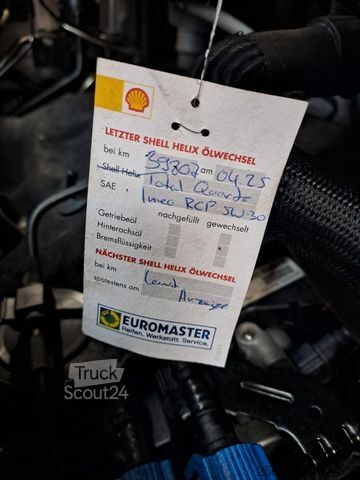 LETZTER SHELL HELIX ÖLWECHSEL
bei km 39802 am 04.25
Shell Helix Total Quartz
SAE Ineo RCP 5W-30
nachgefüllt gewechselt
Getriebeöl
Hinterachsöl
Bremsflüssigkeit
NÄCHSTER SHELL HELIX ÖLWECHSEL
bei km laut
spätestens am Anzeige
EUROMASTER
Reifen. Werkstatt. Service.
Truck
Scout24